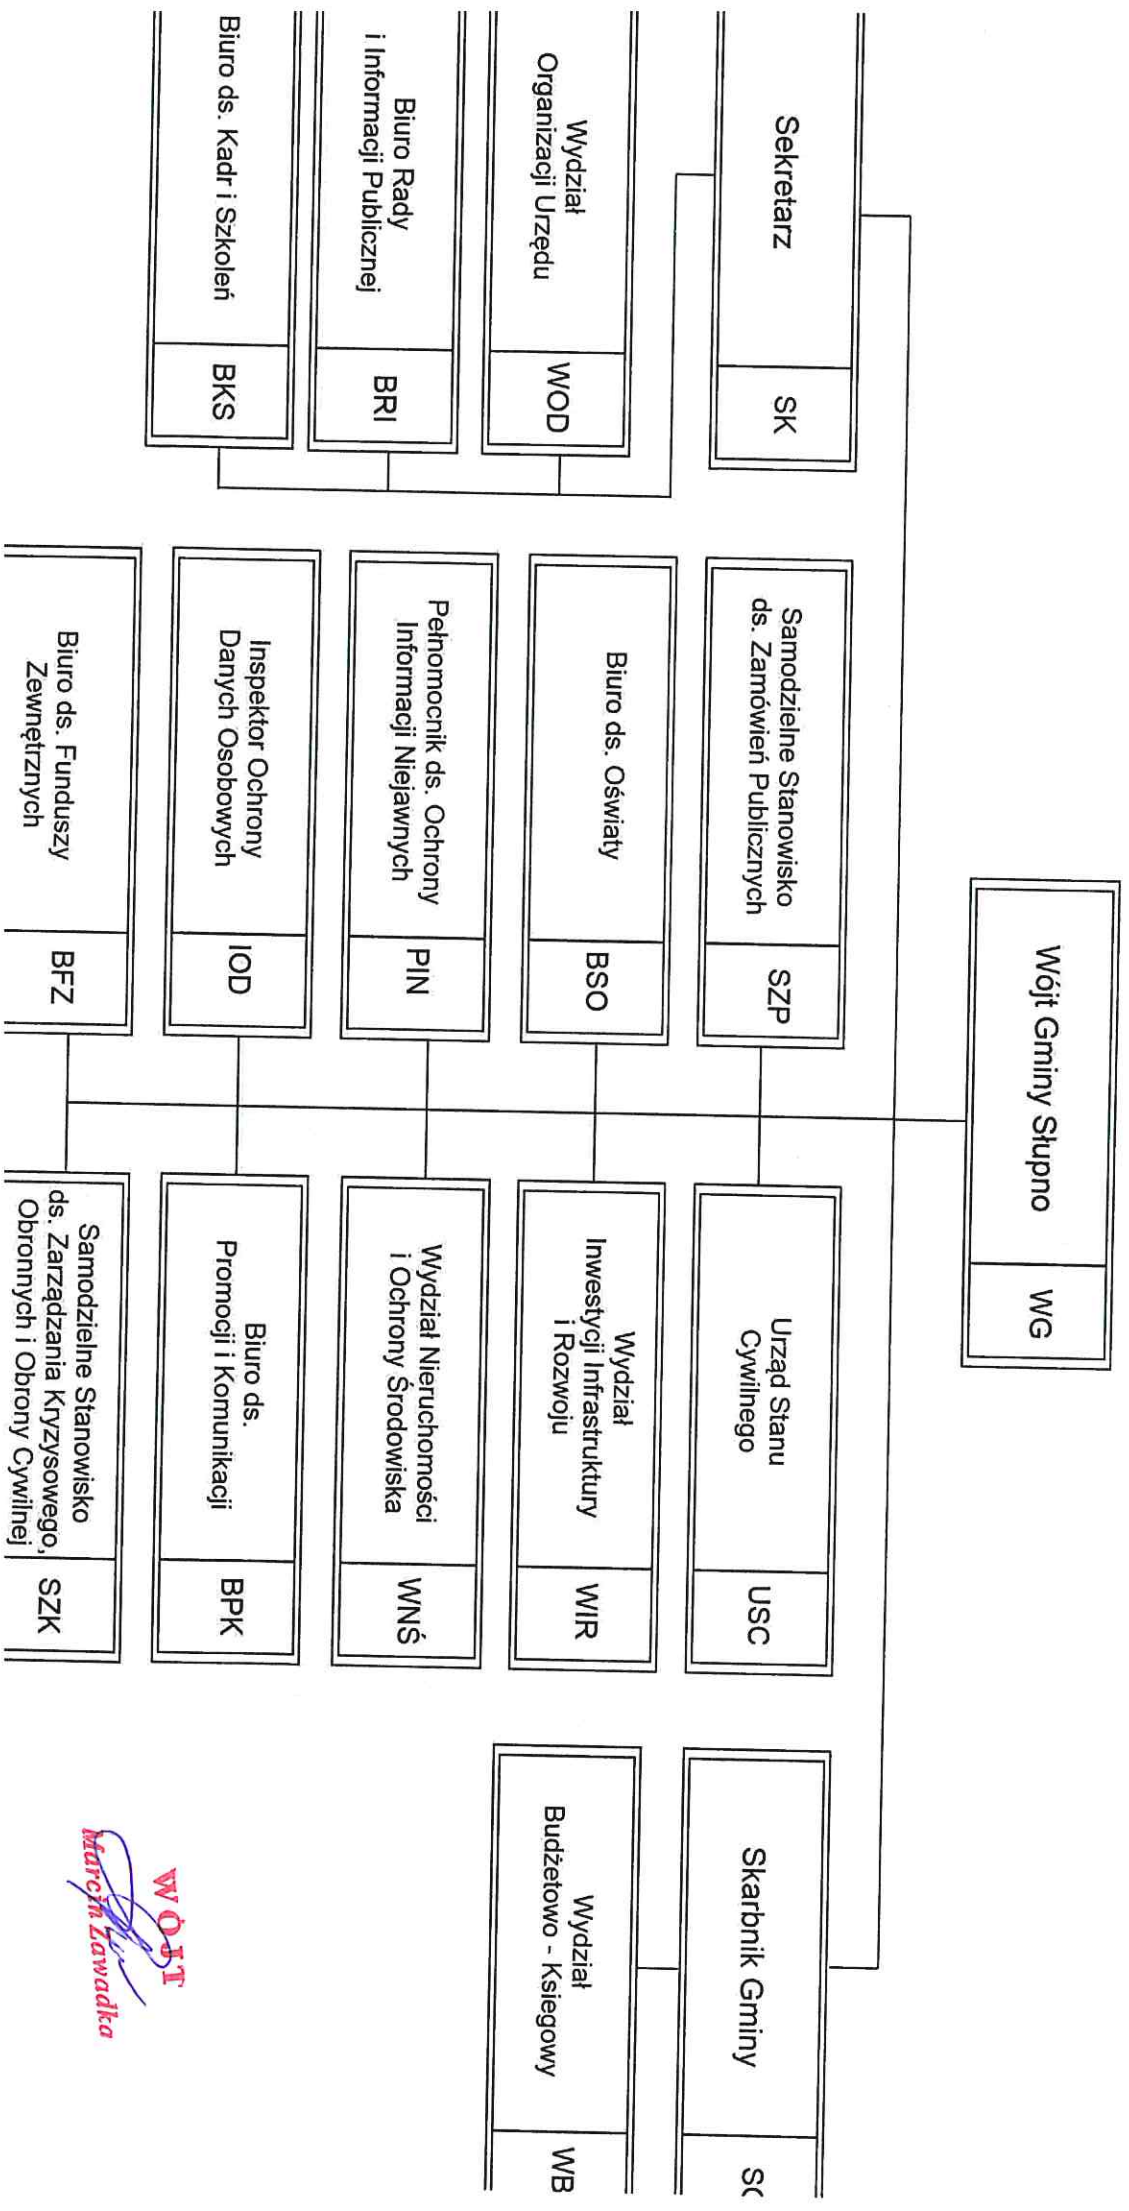 Wójt Gminy Słupno
WG
Sekretarz
SK
Wydział
Organizacji Urzędu
WOD
Biuro Rady
i Informacji Publicznej
BRI
Biuro ds. Kadr i Szkoleń
BKS
Samodzielne Stanowisko
ds. Zamówień Publicznych
SZP
Biuro ds. Oświaty
BSO
Pełnomocnik ds. Ochrony
Informacji Niejawnych
PIN
Inspektor Ochrony
Danych Osobowych
IOD
Biuro ds. Funduszy
Zewnętrznych
BFZ
Urząd Stanu
Cywilnego
USC
Wydział
Inwestycji Infrastruktury
i Rozwoju
WIR
Wydział Nieruchomości
i Ochrony Środowiska
WNŚ
Biuro ds.
Promocji i Komunikacji
BPK
Samodzielne Stanowisko
ds. Zarządzania Kryzysowego,
Obronnych i Obrony Cywilnej
SZK
Skarbnik Gminy
Wydział
Budżetowo - Ksiegowy
WB
WÓJT
Marcin Zawadka